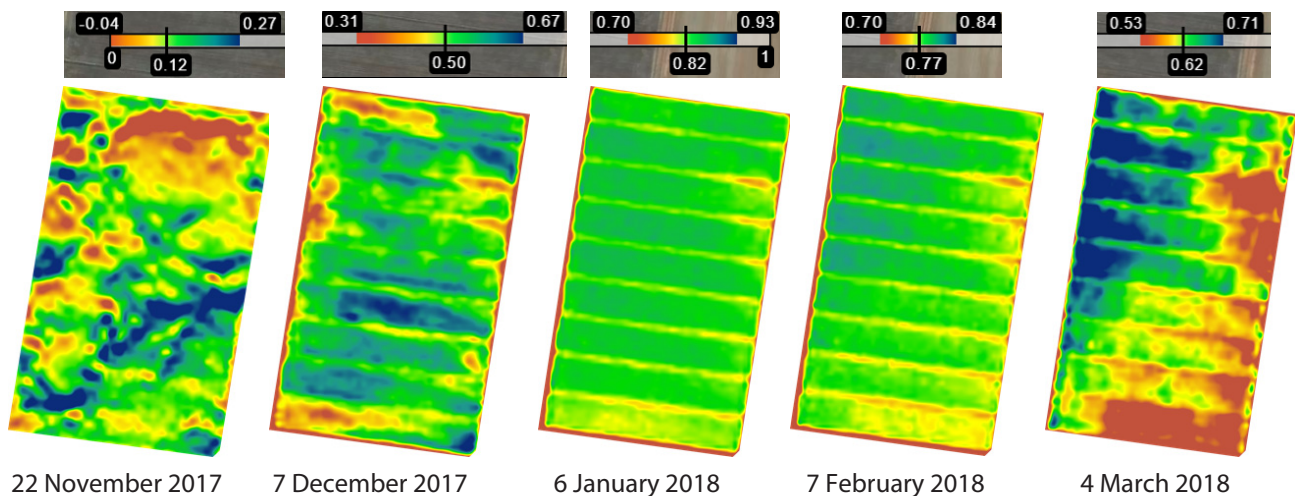 -0.04 0.27
0 0.12
0.31 0.67
0.50
0.70 0.93
0.82 1
0.70 0.84
0.77
0.53 0.71
0.62
22 November 2017
7 December 2017
6 January 2018
7 February 2018
4 March 2018